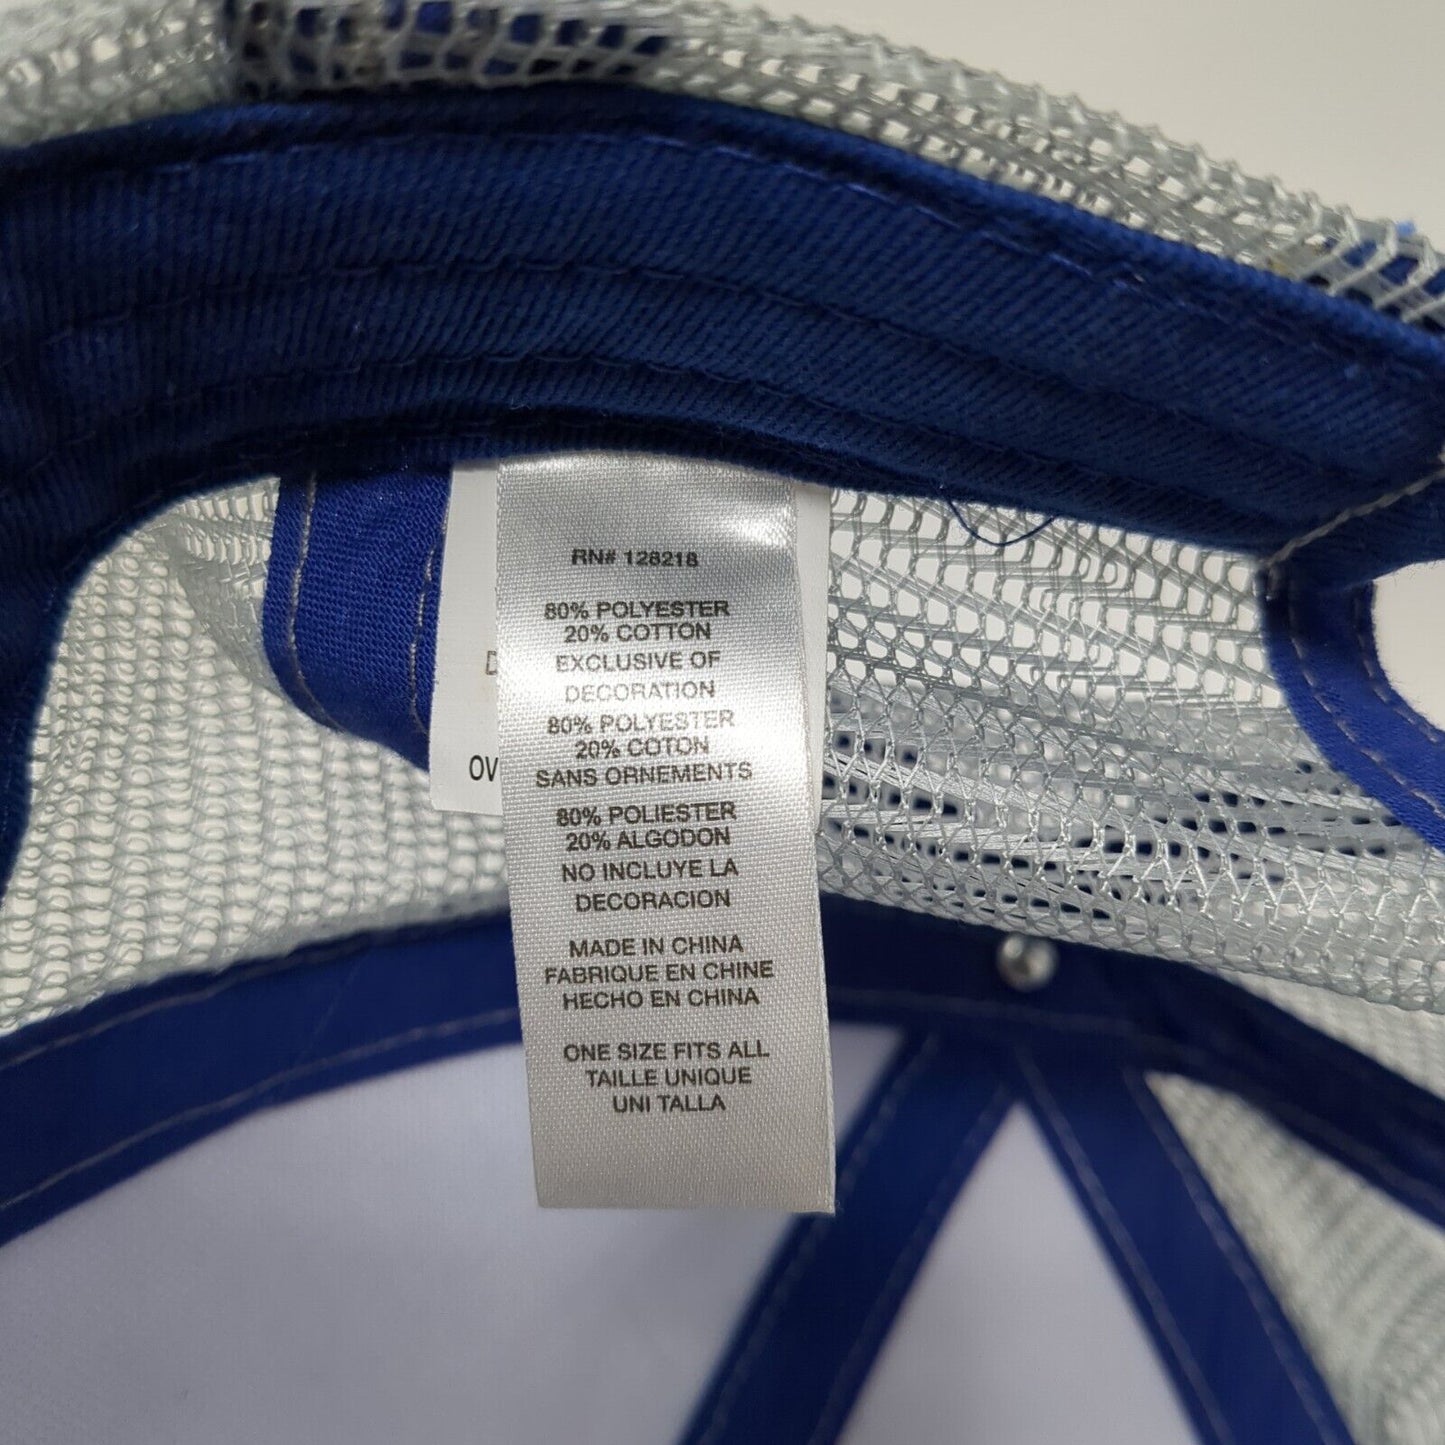 RN# 128218
80% POLYESTER
20% COTTON
EXCLUSIVE OF
DECORATION
80% POLYESTER
20% COTON
SANS ORNEMENTS
80% POLIESTER
20% ALGODON
NO INCLUYE LA
DECORACION
MADE IN CHINA
FABRIQUE EN CHINE
HECHO EN CHINA
ONE SIZE FITS ALL
TAILLE UNIQUE
UNI TALLA